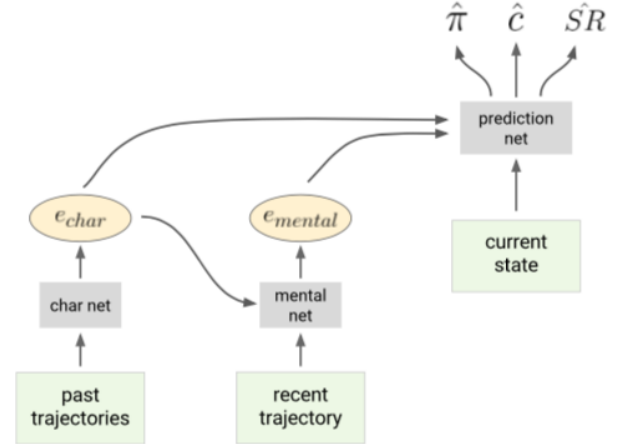 π̂ ĉ SR̂
prediction
net
e_char
e_mental
current
state
char net
mental
net
past
trajectories
recent
trajectory